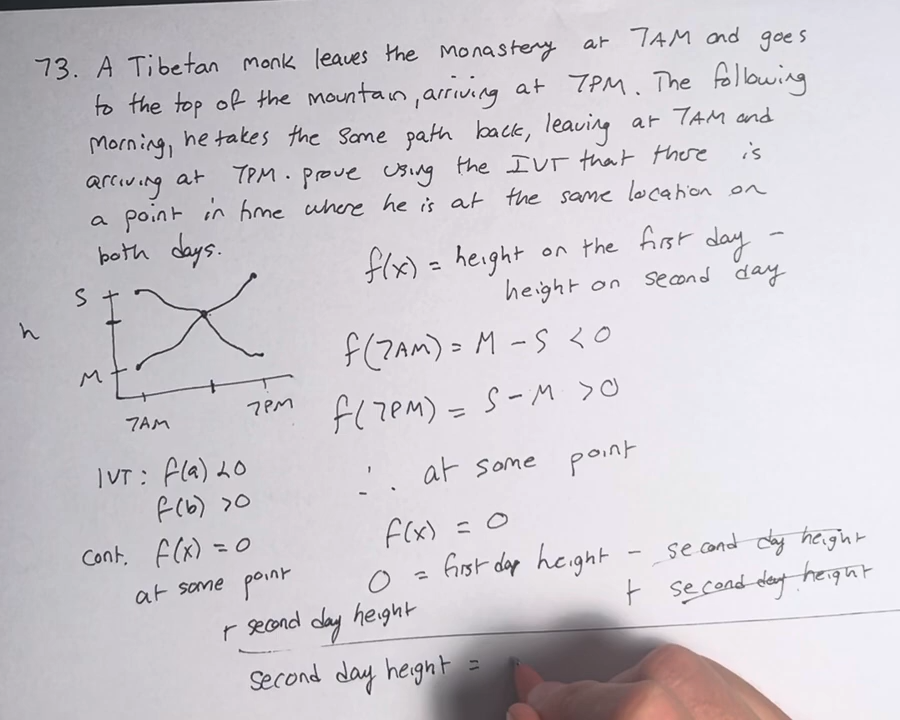 73. A Tibetan monk leaves the monastery at 7AM and goes
to the top of the mountain, arriving at 7PM. The following
morning, he takes the same path back, leaving at 7AM and
arriving at 7PM. prove using the IVT that there is
a point in time where he is at the same location on
both days.
f(x) = height on the first day -
height on second day
S
h
M
7AM 7PM
f(7AM) = M - S < 0
f(7PM) = S - M > 0
IVT: f(a) < 0
f(b) > 0
cont. f(x) = 0
at some point
∴ at some point
f(x) = 0
0 = first day height - second day height
+ second day height + second day height
second day height =